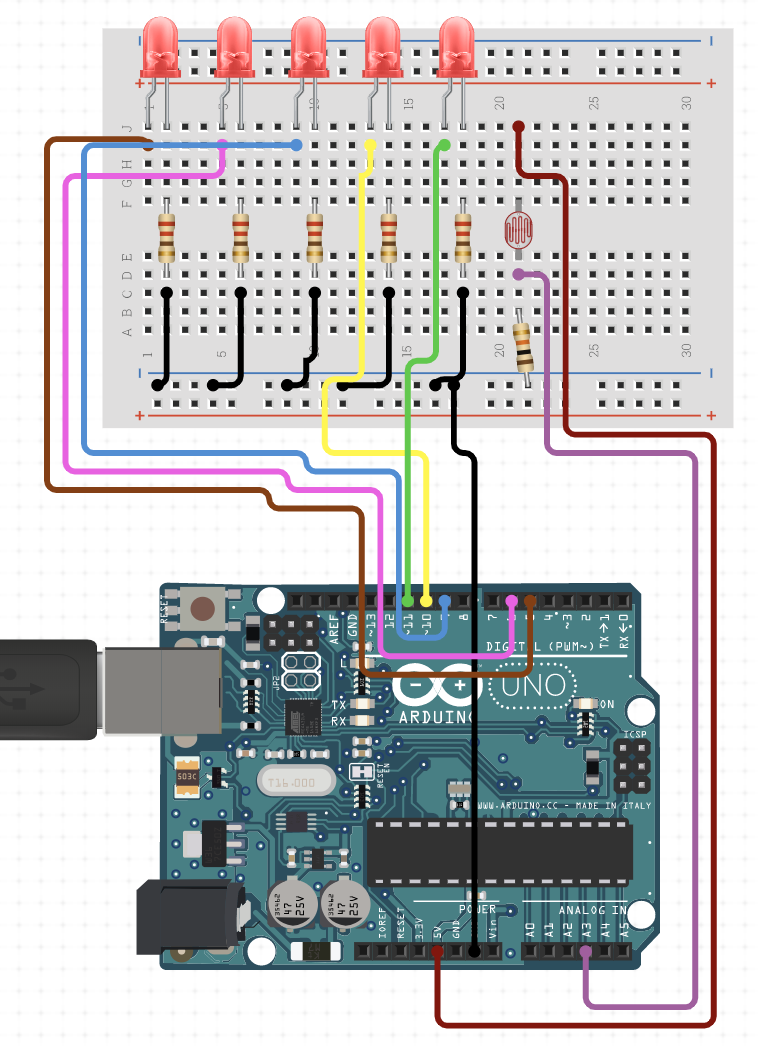 1 5 10 15 20 25 30
J
H
G
F
E
D
C
B
A
1 5 10 15 20 25 30
RESET
AREF
GND
~13
12
~11
~10
8
7
5
4
~3
2
TX→1
RX←0
DIGITAL (PWM~)
L
JP2
TX
RX
UNO
ARDUINO
ON
ICSP
RESET
T16.000
503C
WWW.ARDUINO.CC - MADE IN ITALY
POWER
ANALOG IN
47
25V
47
25V
IOREF
RESET
3.3V
5V
GND
Vin
A0
A1
A2
A3
A4
A5